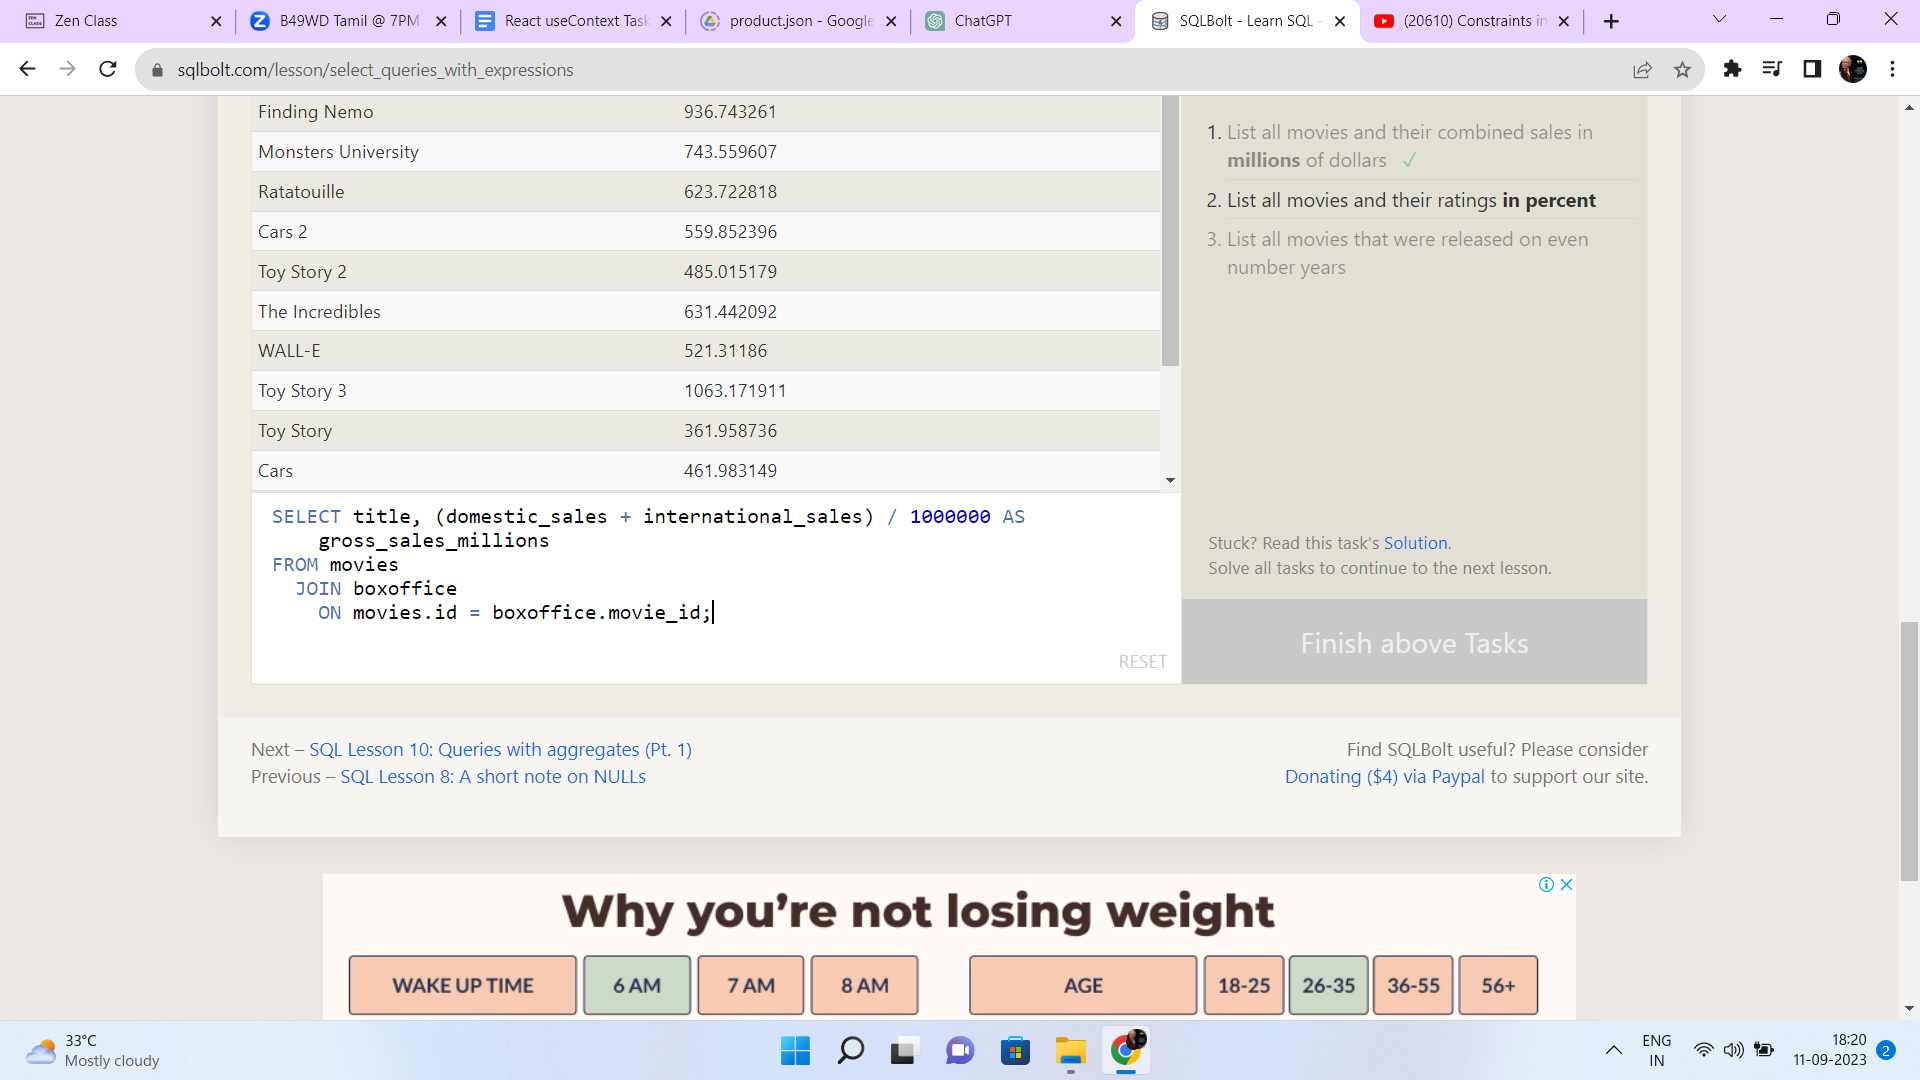 Zen Class
B49WD Tamil @ 7PM
React useContext Task
product.json - Google
ChatGPT
SQLBolt - Learn SQL -
(20610) Constraints in
sqlbolt.com/lesson/select_queries_with_expressions
Finding Nemo 936.743261
Monsters University 743.559607
Ratatouille 623.722818
Cars 2 559.852396
Toy Story 2 485.015179
The Incredibles 631.442092
WALL-E 521.31186
Toy Story 3 1063.171911
Toy Story 361.958736
Cars 461.983149
SELECT title, (domestic_sales + international_sales) / 1000000 AS
gross_sales_millions
FROM movies
JOIN boxoffice
ON movies.id = boxoffice.movie_id;
RESET
1. List all movies and their combined sales in
millions of dollars ✓
2. List all movies and their ratings in percent
3. List all movies that were released on even
number years
Stuck? Read this task's Solution.
Solve all tasks to continue to the next lesson.
Finish above Tasks
Next – SQL Lesson 10: Queries with aggregates (Pt. 1)
Previous – SQL Lesson 8: A short note on NULLs
Find SQLBolt useful? Please consider
Donating ($4) via Paypal to support our site.
Why you're not losing weight
WAKE UP TIME 6 AM 7 AM 8 AM AGE 18-25 26-35 36-55 56+
33°C
Mostly cloudy
ENG
IN
18:20
11-09-2023
2